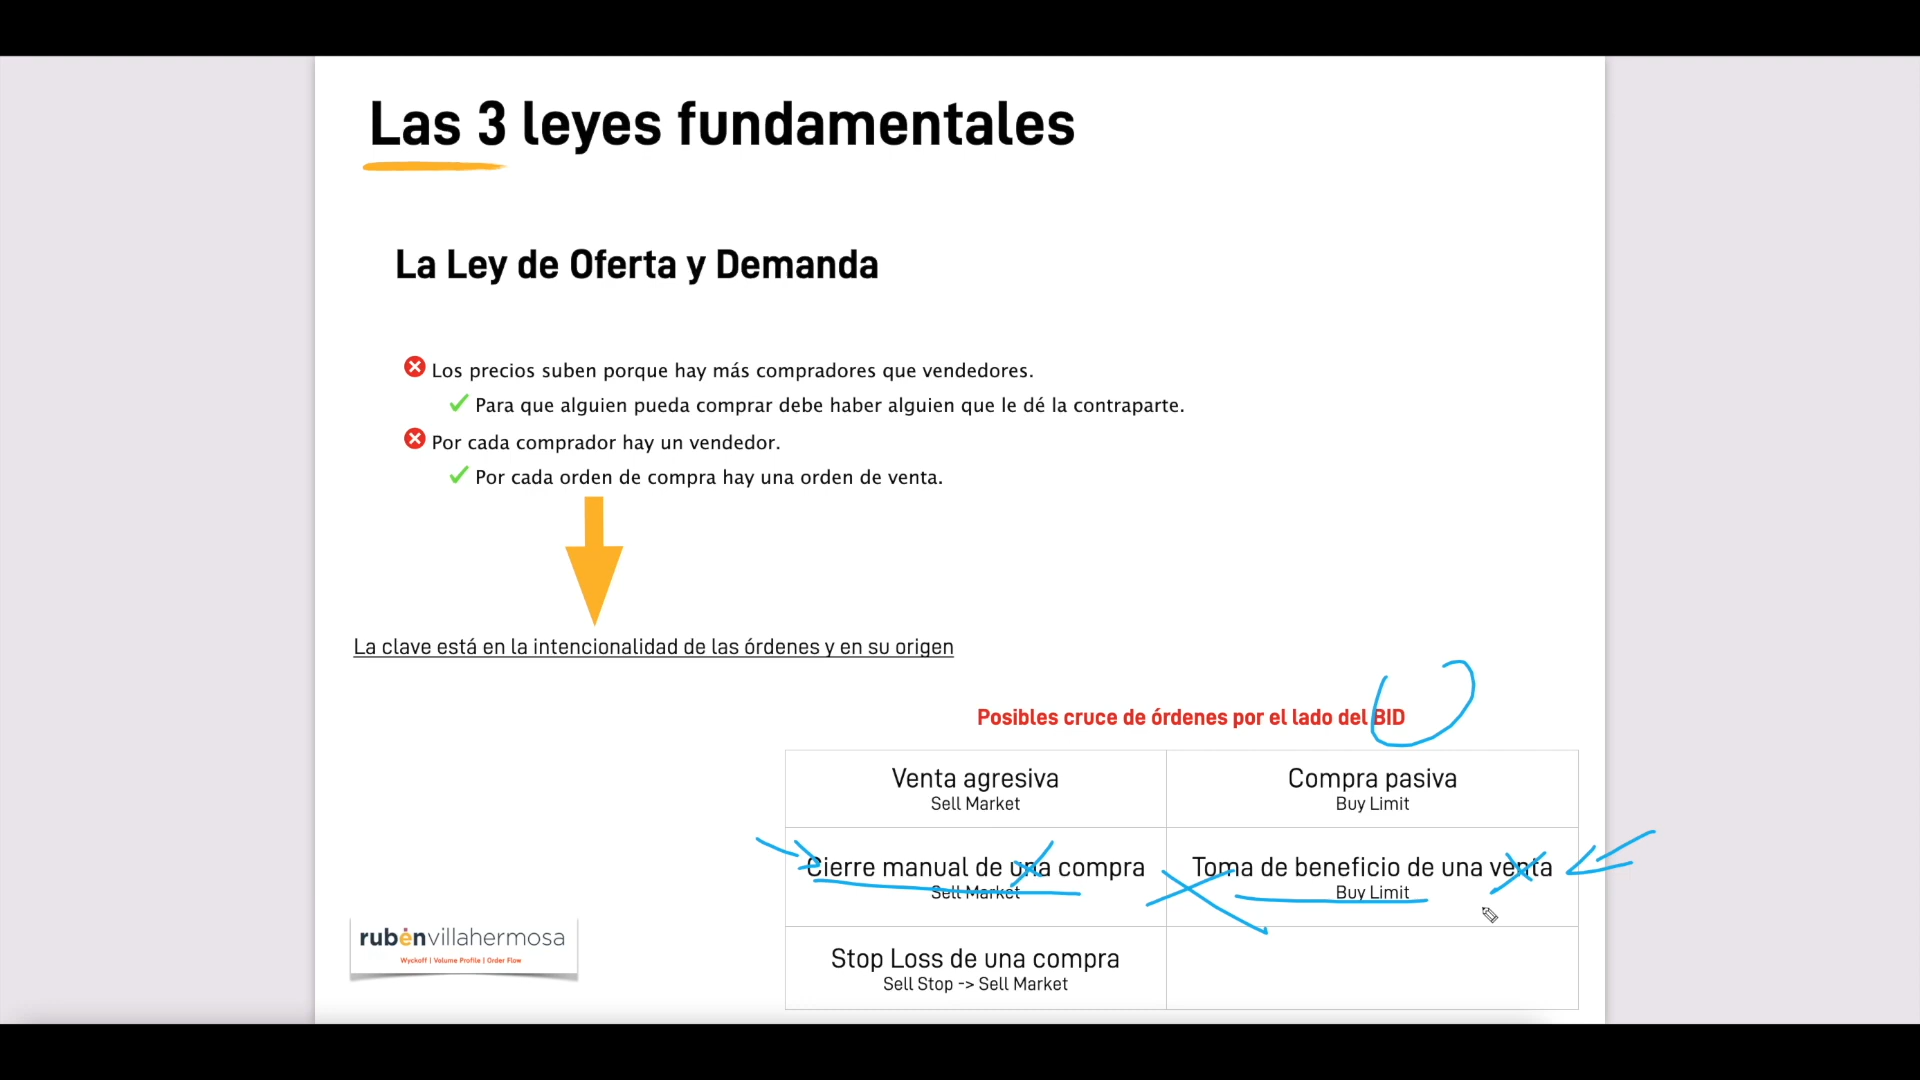 Las 3 leyes fundamentales
La Ley de Oferta y Demanda
Los precios suben porque hay más compradores que vendedores.
Para que alguien pueda comprar debe haber alguien que le dé la contraparte.
Por cada comprador hay un vendedor.
Por cada orden de compra hay una orden de venta.
La clave está en la intencionalidad de las órdenes y en su origen
Posibles cruce de órdenes por el lado del BID
Venta agresiva
Sell Market
Compra pasiva
Buy Limit
Cierre manual de una compra
Sell Market
Toma de beneficio de una venta
Buy Limit
Stop Loss de una compra
Sell Stop -> Sell Market
rubénvillahermosa
Wyckoff | Volume Profile | Order Flow